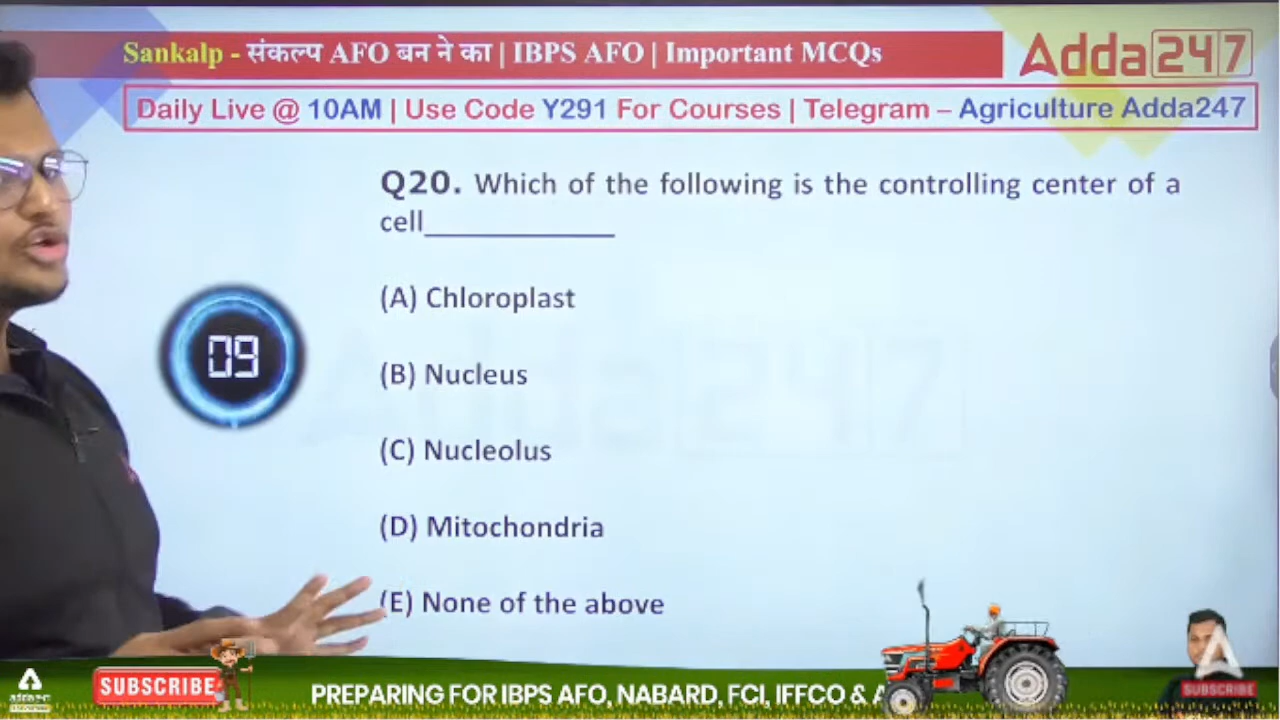 Sankalp - संकल्प AFO बन ने का | IBPS AFO | Important MCQs
Adda247
Daily Live @ 10AM | Use Code Y291 For Courses | Telegram – Agriculture Adda247
Q20. Which of the following is the controlling center of a
cell___________
(A) Chloroplast
09
(B) Nucleus
(C) Nucleolus
(D) Mitochondria
(E) None of the above
SUBSCRIBE
PREPARING FOR IBPS AFO, NABARD, FCI, IFFCO & A
SUBSCRIBE